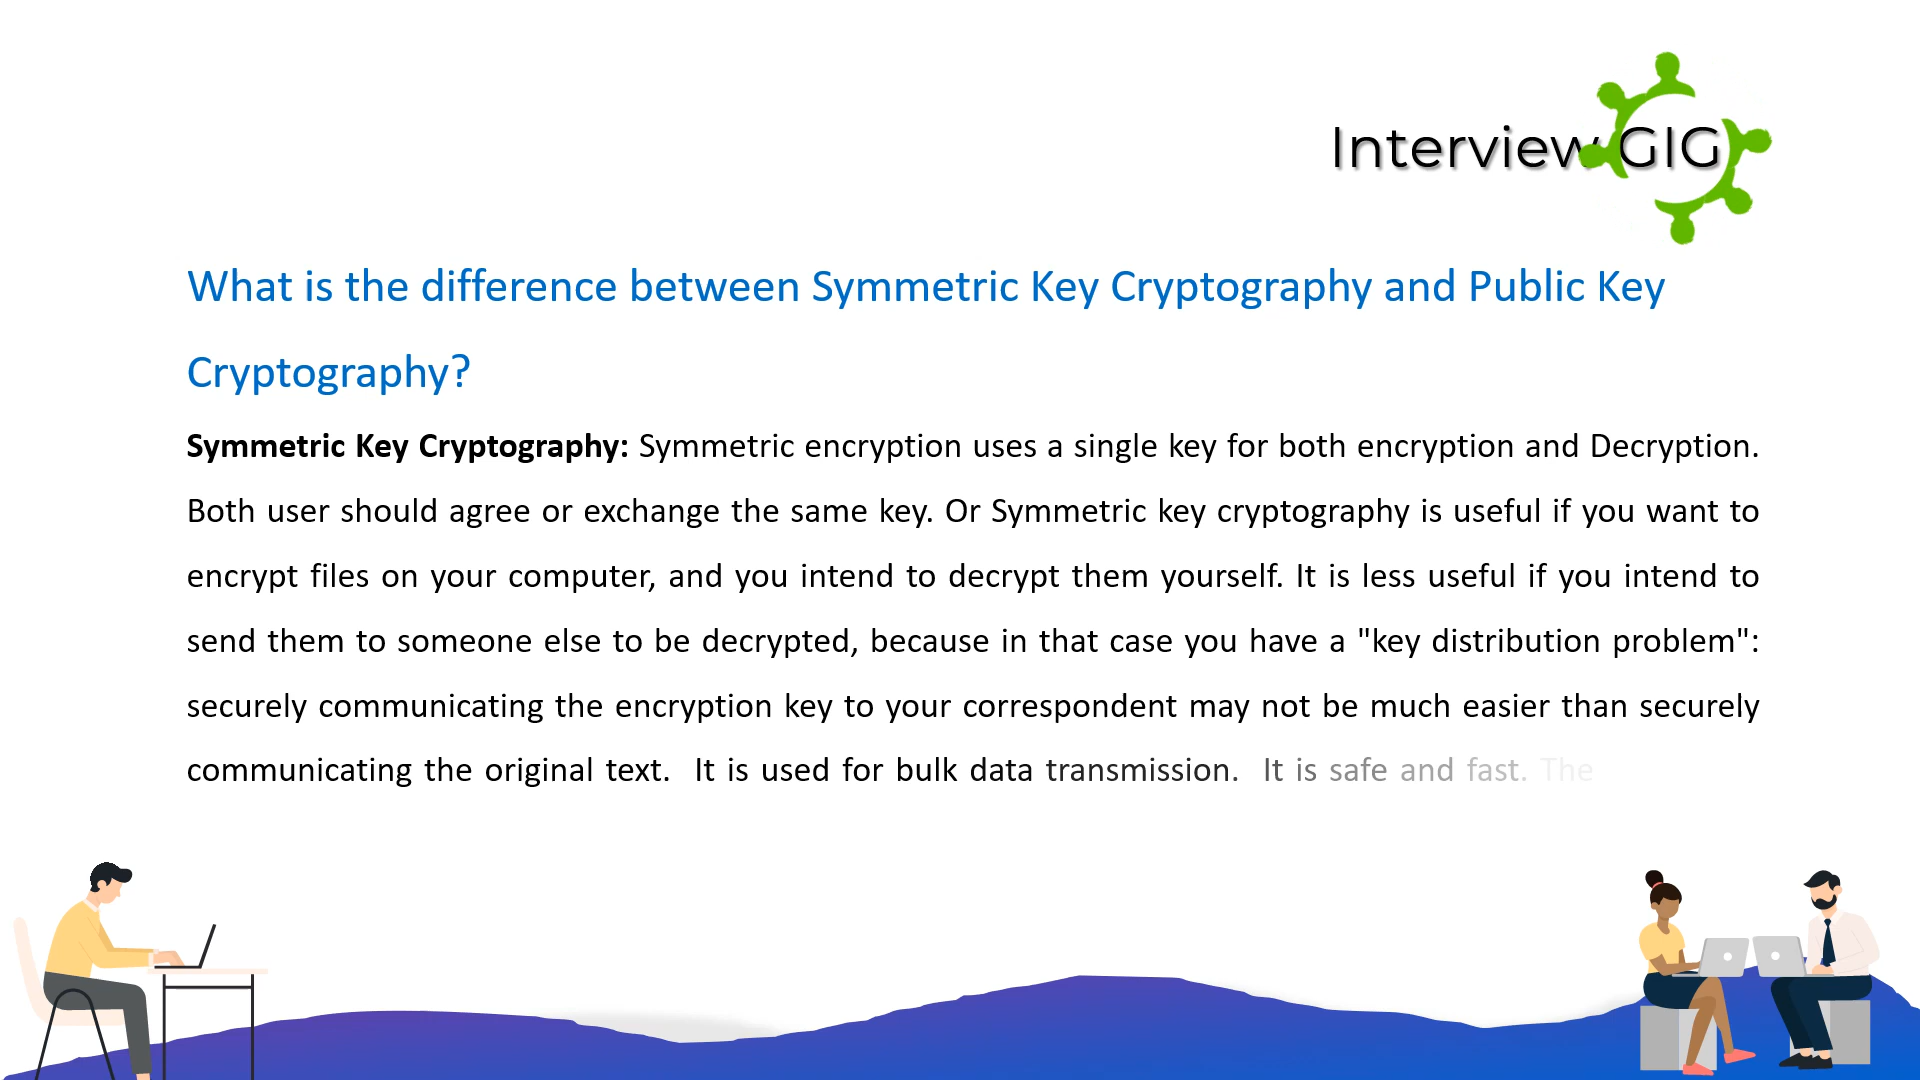 Interview GIG
What is the difference between Symmetric Key Cryptography and Public Key
Cryptography?
Symmetric Key Cryptography: Symmetric encryption uses a single key for both encryption and Decryption.
Both user should agree or exchange the same key. Or Symmetric key cryptography is useful if you want to
encrypt files on your computer, and you intend to decrypt them yourself. It is less useful if you intend to
send them to someone else to be decrypted, because in that case you have a "key distribution problem":
securely communicating the encryption key to your correspondent may not be much easier than securely
communicating the original text.  It is used for bulk data transmission.  It is safe and fast. The